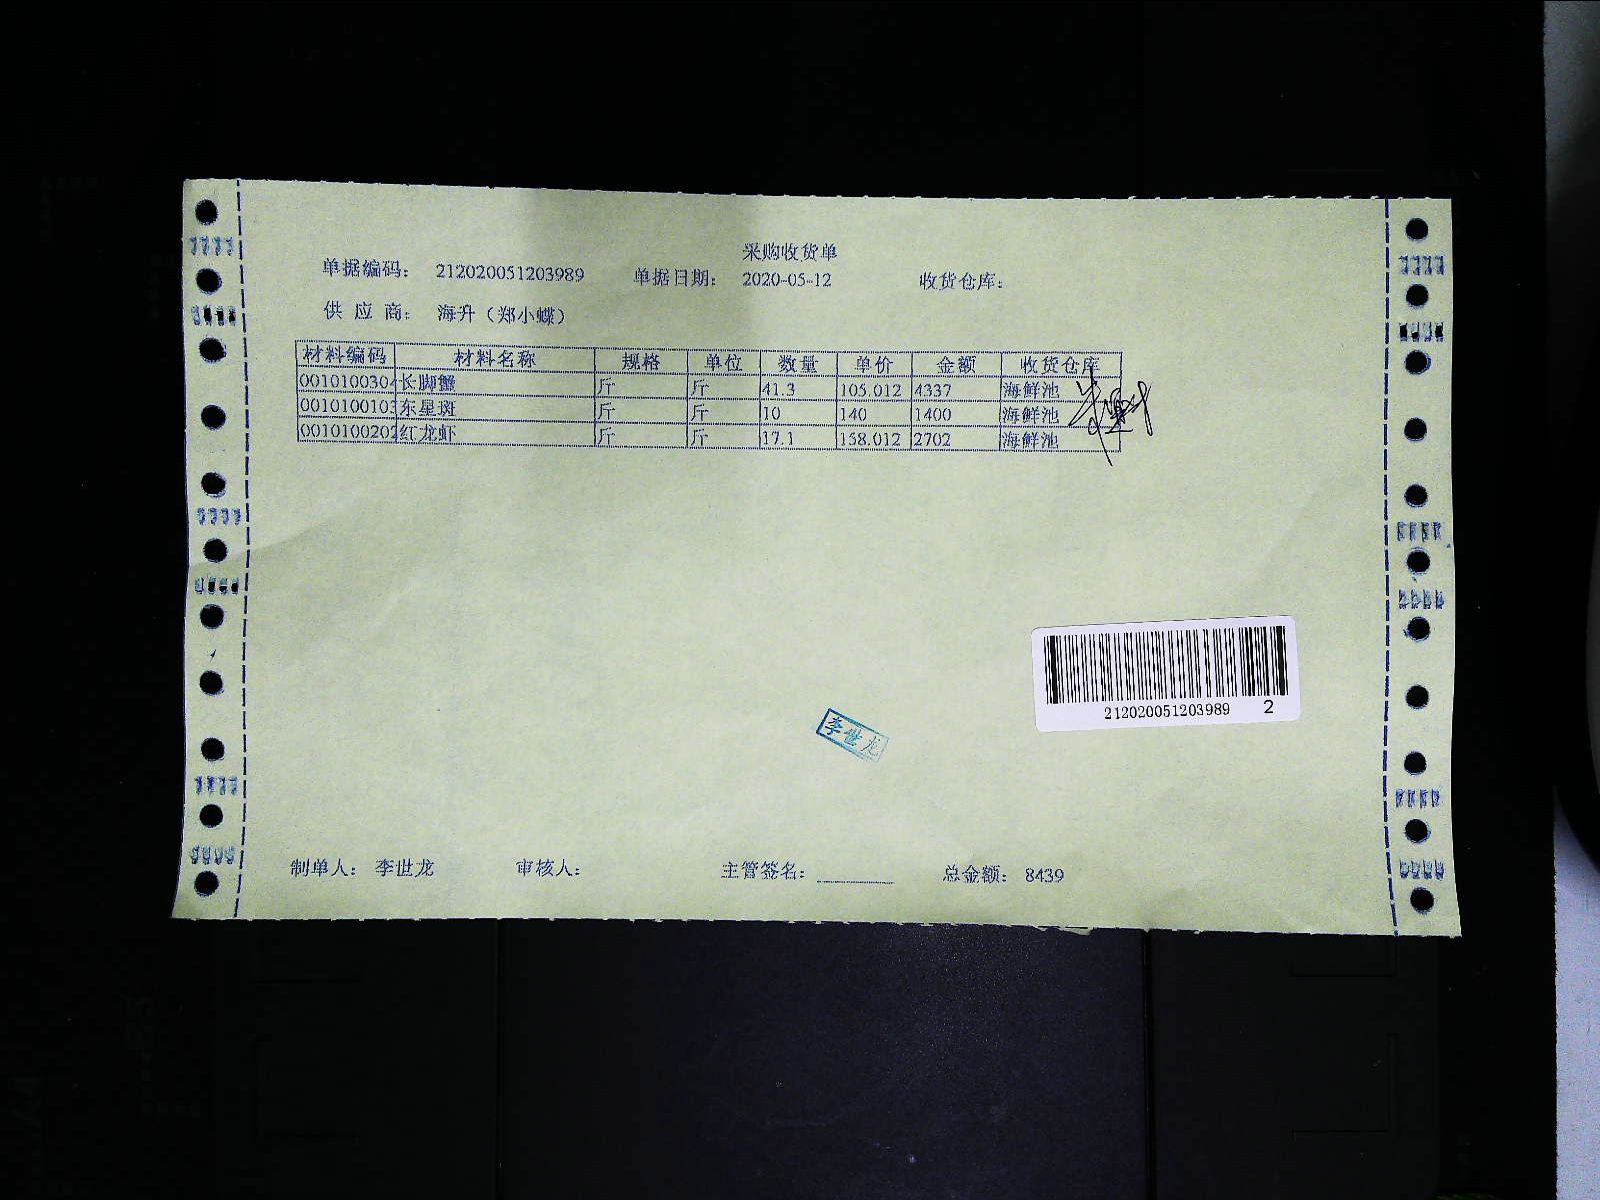 采购收货单
单据编码： 212020051203989 单据日期： 2020-05-12 收货仓库：
供 应 商： 海升（郑小蝶）
材料编码 材料名称 规格 单位 数量 单价 金额 收货仓库
0010100304 长脚蟹 斤 斤 41.3 105.012 4337 海鲜池
0010100103 东星斑 斤 斤 10 140 1400 海鲜池
0010100202 红龙虾 斤 斤 17.1 158.012 2702 海鲜池
212020051203989 2
李世龙
制单人： 李世龙 审核人： 主管签名： 总金额： 8439